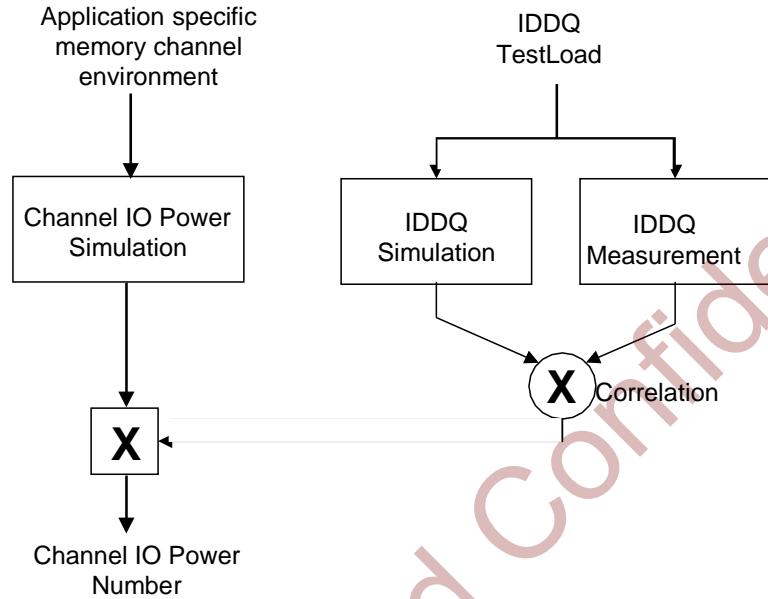 Application specific
memory channel
environment
IDDQ
TestLoad
Channel IO Power
Simulation
IDDQ
Simulation
IDDQ
Measurement
X
Correlation
X
Channel IO Power
Number